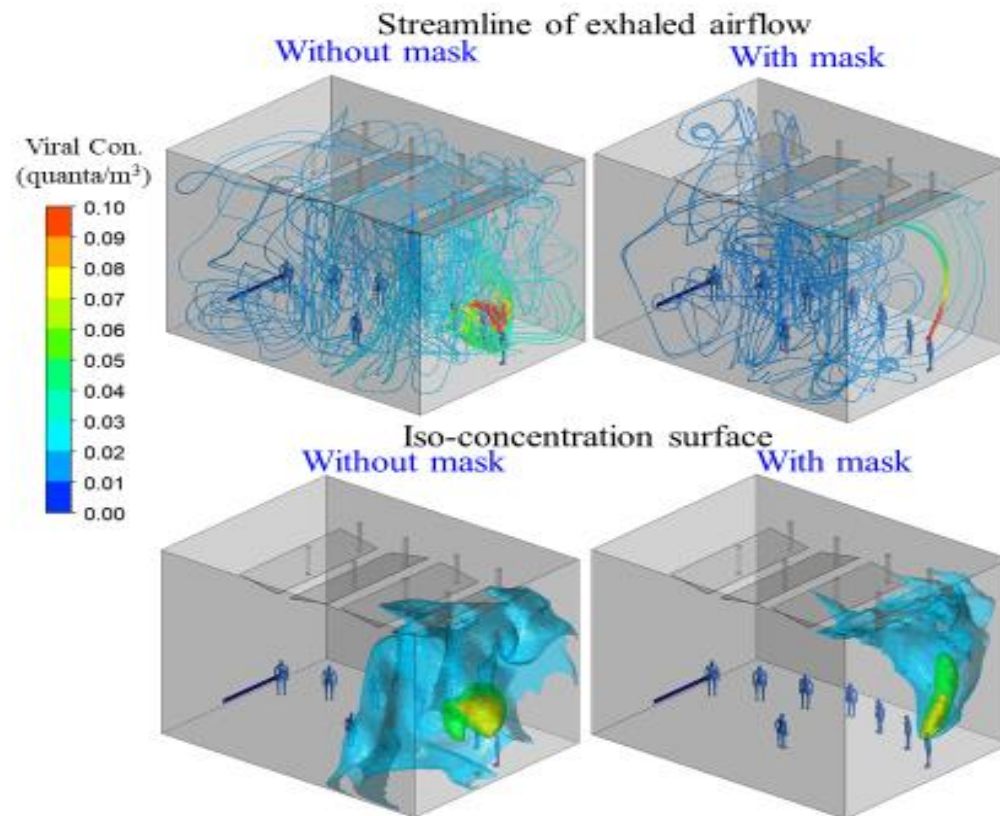 Streamline of exhaled airflow
Without mask
With mask
Viral Con.
(quanta/m³)
0.10
0.09
0.08
0.07
0.06
0.05
0.04
0.03
0.02
0.01
0.00
Iso-concentration surface
Without mask
With mask